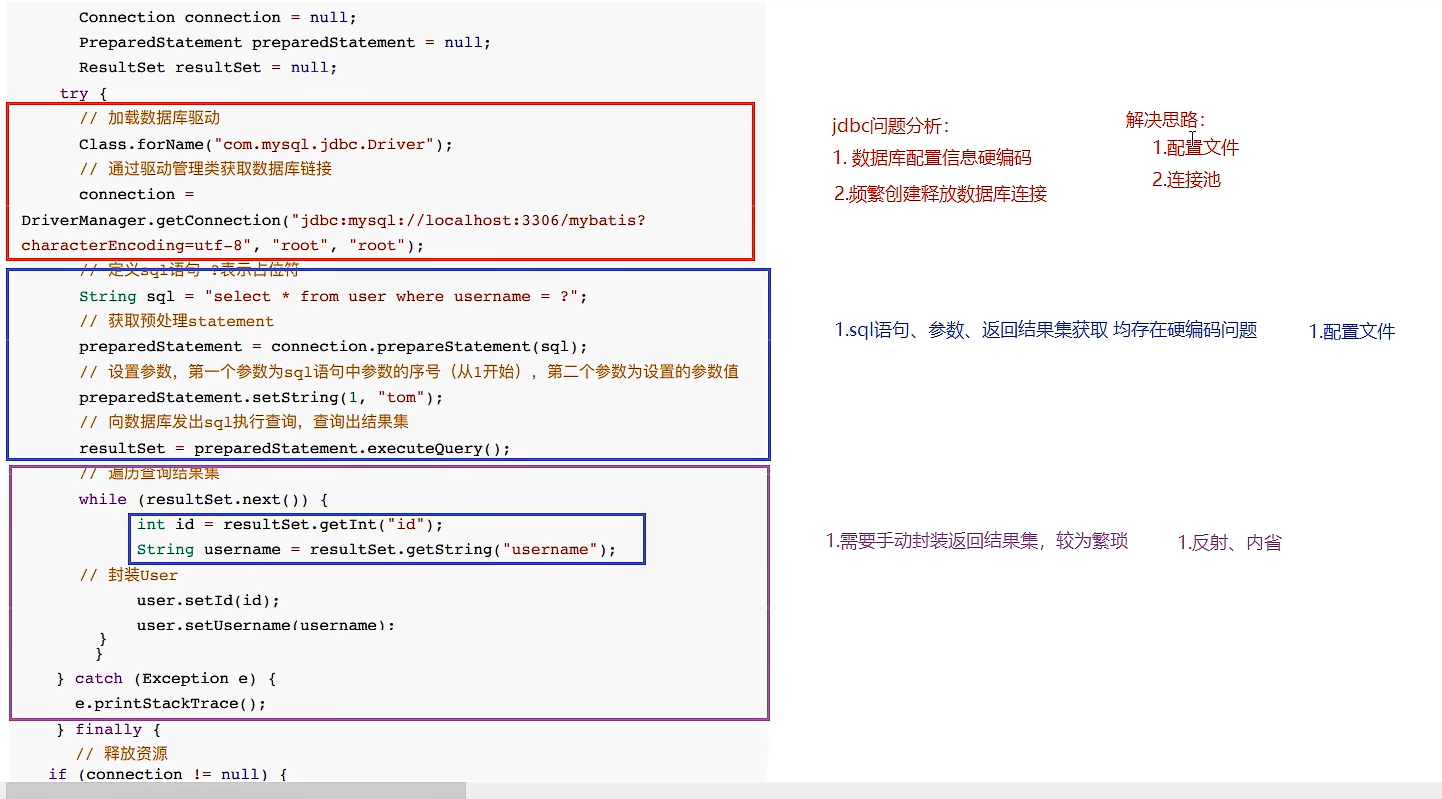 Connection connection = null;
PreparedStatement preparedStatement = null;
ResultSet resultSet = null;
try {
// 加载数据库驱动
Class.forName("com.mysql.jdbc.Driver");
// 通过驱动管理类获取数据库链接
connection =
DriverManager.getConnection("jdbc:mysql://localhost:3306/mybatis?
characterEncoding=utf-8", "root", "root");
// 定义sql语句 ?表示占位符
String sql = "select * from user where username = ?";
// 获取预处理statement
preparedStatement = connection.prepareStatement(sql);
// 设置参数，第一个参数为sql语句中参数的序号（从1开始），第二个参数为设置的参数值
preparedStatement.setString(1, "tom");
// 向数据库发出sql执行查询，查询出结果集
resultSet = preparedStatement.executeQuery();
// 遍历查询结果集
while (resultSet.next()) {
int id = resultSet.getInt("id");
String username = resultSet.getString("username");
// 封装User
user.setId(id);
user.setUsername(username);
}
}
} catch (Exception e) {
e.printStackTrace();
} finally {
// 释放资源
if (connection != null) {
jdbc问题分析：
1. 数据库配置信息硬编码
2.频繁创建释放数据库连接
解决思路：
1.配置文件
2.连接池
1.sql语句、参数、返回结果集获取 均存在硬编码问题
1.配置文件
1.需要手动封装返回结果集，较为繁琐
1.反射、内省